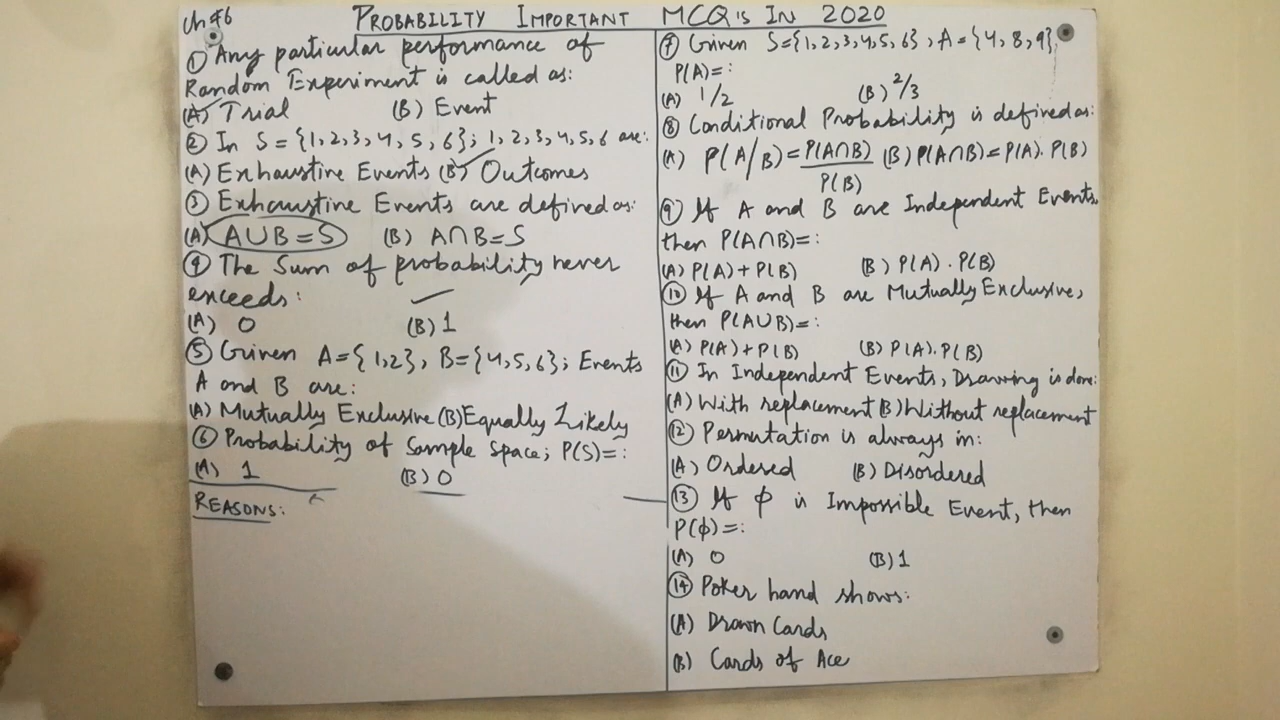 Ch #6
PROBABILITY IMPORTANT MCQ's IN 2020
① Any particular performance of
Random Experiment is called as:
(A) Trial (B) Event
② In S = {1,2,3,4,5,6}; 1,2,3,4,5,6 are:
(A) Exhaustive Events (B) Outcomes
③ Exhaustive Events are defined as:
(A) A∪B=S (B) A∩B=S
④ The Sum of probability never
exceeds:
(A) 0 (B) 1
⑤ Given A={1,2}, B={4,5,6}; Events
A and B are:
(A) Mutually Exclusive (B) Equally Likely
⑥ Probability of Sample Space; P(S)=:
(A) 1 (B) 0
REASONS:
⑦ Given S={1,2,3,4,5,6}, A={4,8,9}
P(A)=:
(A) 1/2 (B) 2/3
⑧ Conditional Probability is defined as:
(A) P(A/B)=P(A∩B)/P(B) (B) P(A∩B)=P(A).P(B)
⑨ If A and B are Independent Events,
then P(A∩B)=:
(A) P(A)+P(B) (B) P(A).P(B)
⑩ If A and B are Mutually Exclusive,
then P(A∪B)=:
(A) P(A)+P(B) (B) P(A).P(B)
⑪ In Independent Events, Drawing is done:
(A) With replacement (B) Without replacement
⑫ Permutation is always in:
(A) Ordered (B) Disordered
⑬ If φ is Impossible Event, then
P(φ)=:
(A) 0 (B) 1
⑭ Poker hand shows:
(A) Drawn Cards
(B) Cards of Ace